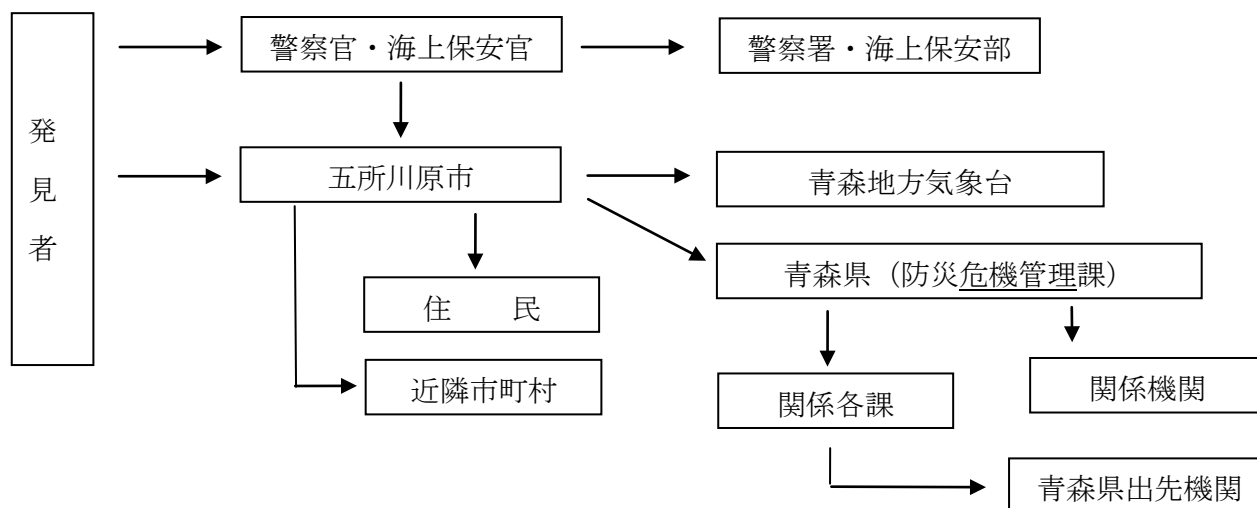 発見者
警察官・海上保安官
警察署・海上保安部
五所川原市
青森地方気象台
青森県（防災危機管理課）
住　　民
近隣市町村
関係各課
関係機関
青森県出先機関